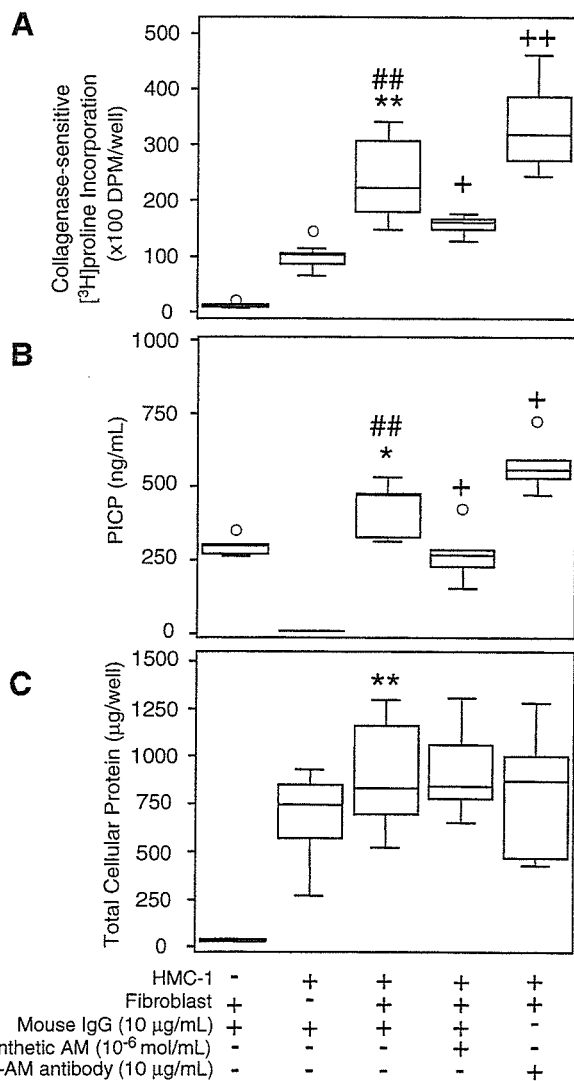 A
Collagenase-sensitive
[³H]proline Incorporation
(x100 DPM/well)
500
400
300
200
100
0
##
**
+
++
B
PICP (ng/mL)
1000
750
500
250
0
##
*
+
+
C
Total Cellular Protein (μg/well)
1500
1250
1000
750
500
250
0
**
HMC-1 - + + + +
Fibroblast + - + + +
Mouse IgG (10 μg/mL) + + + + -
nthetic AM (10⁻⁶ mol/mL) - - - + -
-AM antibody (10 μg/mL) - - - - +